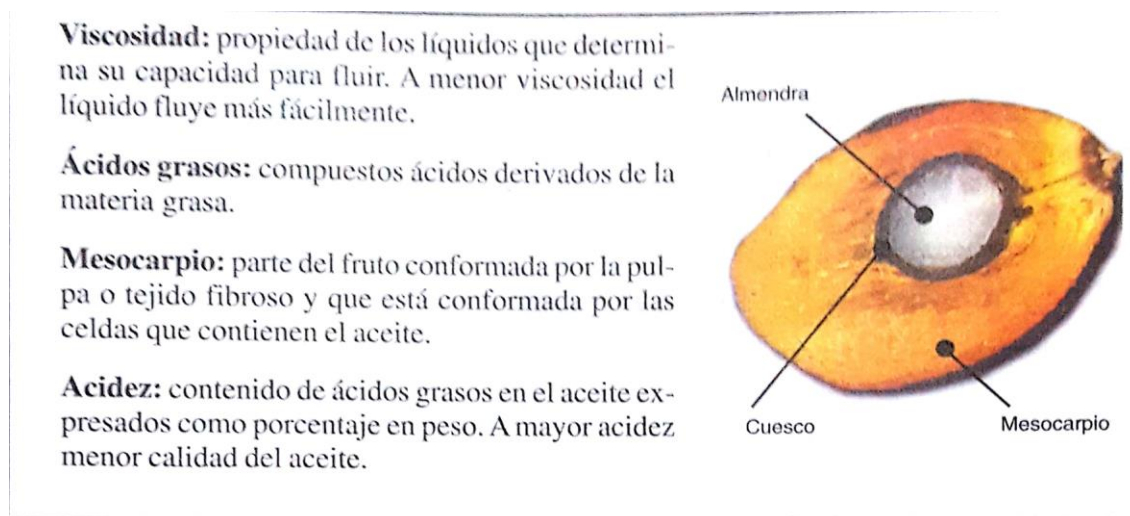 Viscosidad: propiedad de los líquidos que determi-
na su capacidad para fluir. A menor viscosidad el
líquido fluye más fácilmente.
Ácidos grasos: compuestos ácidos derivados de la
materia grasa.
Mesocarpio: parte del fruto conformada por la pul-
pa o tejido fibroso y que está conformada por las
celdas que contienen el aceite.
Acidez: contenido de ácidos grasos en el aceite ex-
presados como porcentaje en peso. A mayor acidez
menor calidad del aceite.
Almendra
Cuesco
Mesocarpio